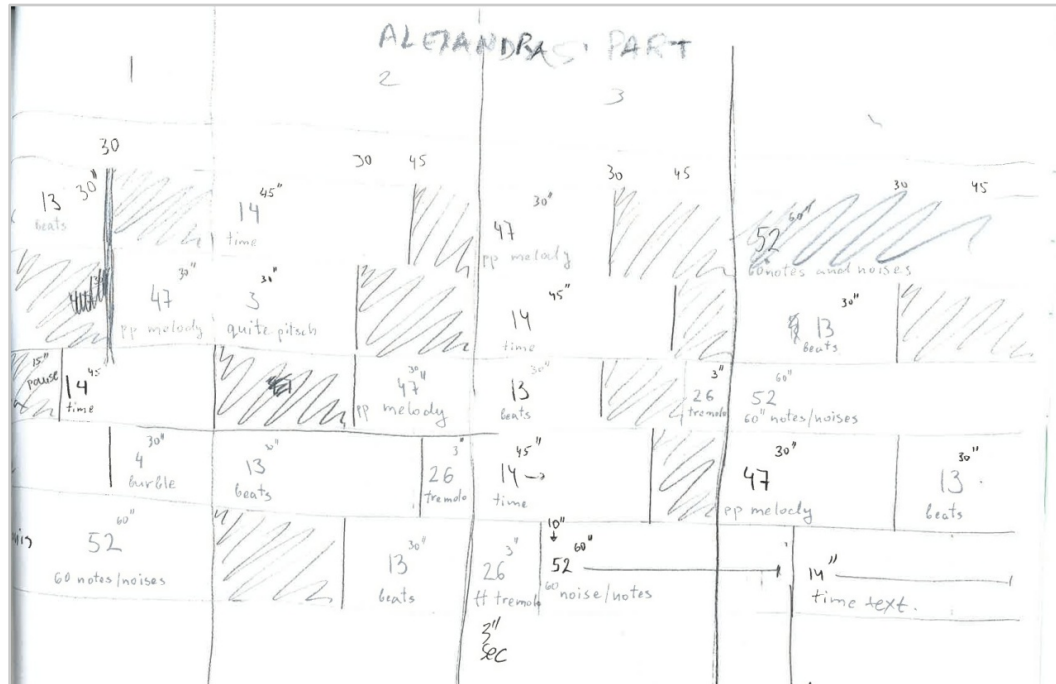 ALEXANDRAS' PART
1 2 3
30 30 45 30 45 30 45
13 30" 14 45" 47 30" 52 60"
beats time pp melody 60 notes and noises
47 30" 3 30" 14 45" 13 30"
pp melody quite pitsch time beats
15" 14 45" 47 30" 13 30" 26 3" 52 60"
pause time pp melody beats tremolo 60" notes/noises
4 30" 13 26 3" 14 → 45" 47 30" 13 30"
burble beats tremolo time pp melody beats
52 60" 13 30" 26 3" 10" 52 60" 14"
60 notes/noises beats tremolo 60 noise/notes time text.
3"
sec